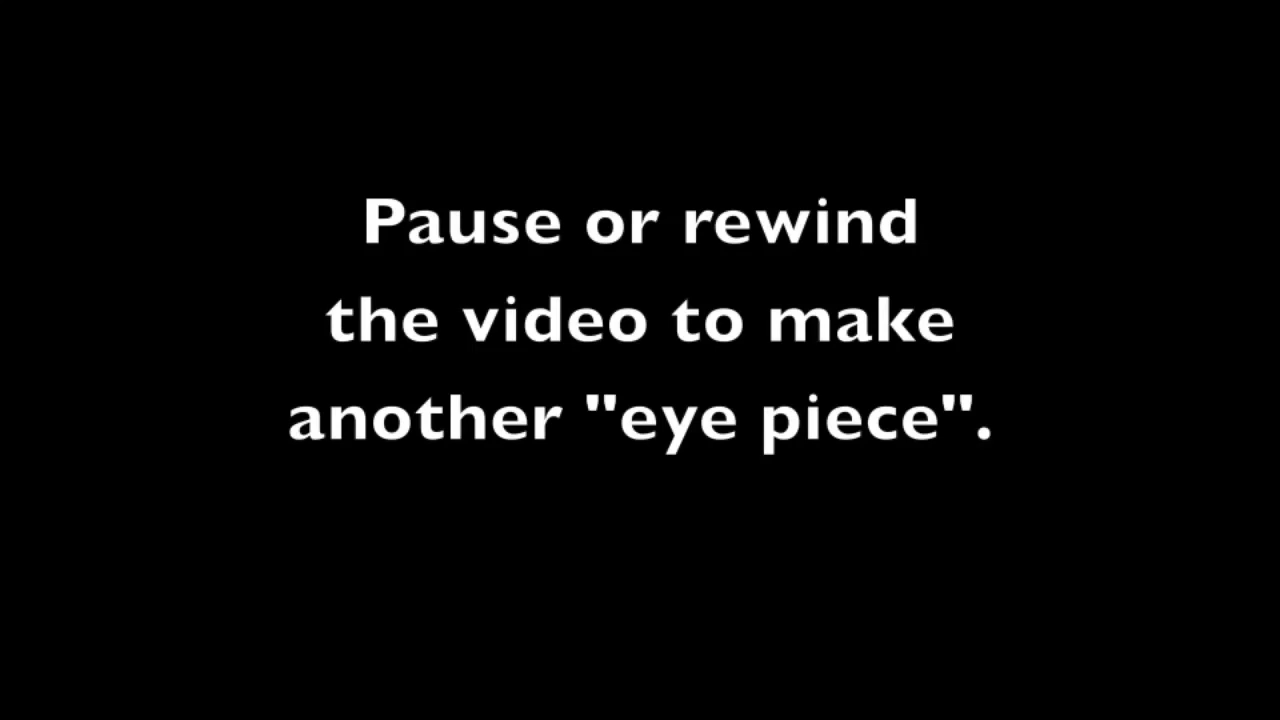 Pause or rewind
the video to make
another "eye piece".